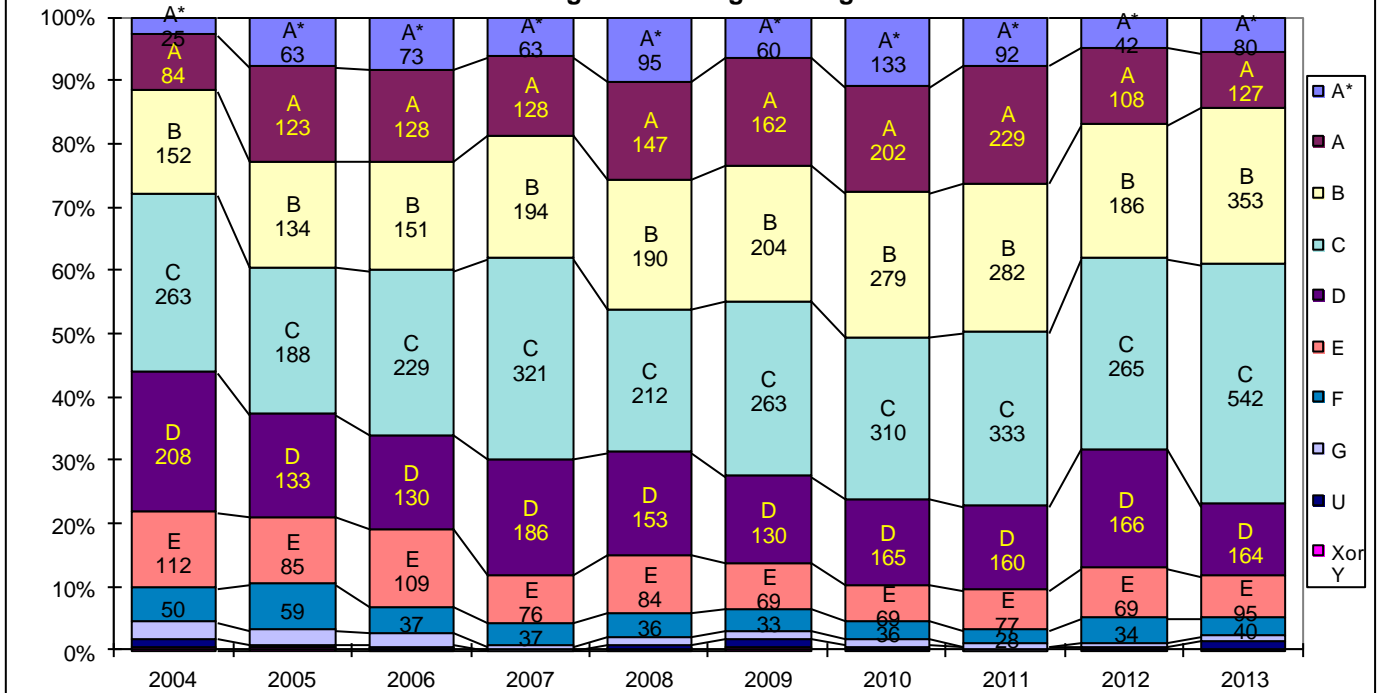 100%
90%
80%
70%
60%
50%
40%
30%
20%
10%
0%
A*
25
A
84
B
152
C
263
D
208
E
112
50
A*
63
A
123
B
134
C
188
D
133
E
85
59
A*
73
A
128
B
151
C
229
D
130
E
109
37
A*
63
A
128
B
194
C
321
D
186
E
76
37
A*
95
A
147
B
190
C
212
D
153
E
84
36
A*
60
A
162
B
204
C
263
D
130
E
69
33
A*
133
A
202
B
279
C
310
D
165
E
69
36
A*
92
A
229
B
282
C
333
D
160
E
77
28
A*
42
A
108
B
186
C
265
D
166
E
69
34
A*
80
A
127
B
353
C
542
D
164
E
95
40
2004 2005 2006 2007 2008 2009 2010 2011 2012 2013
A*
A
B
C
D
E
F
G
U
Xor
Y